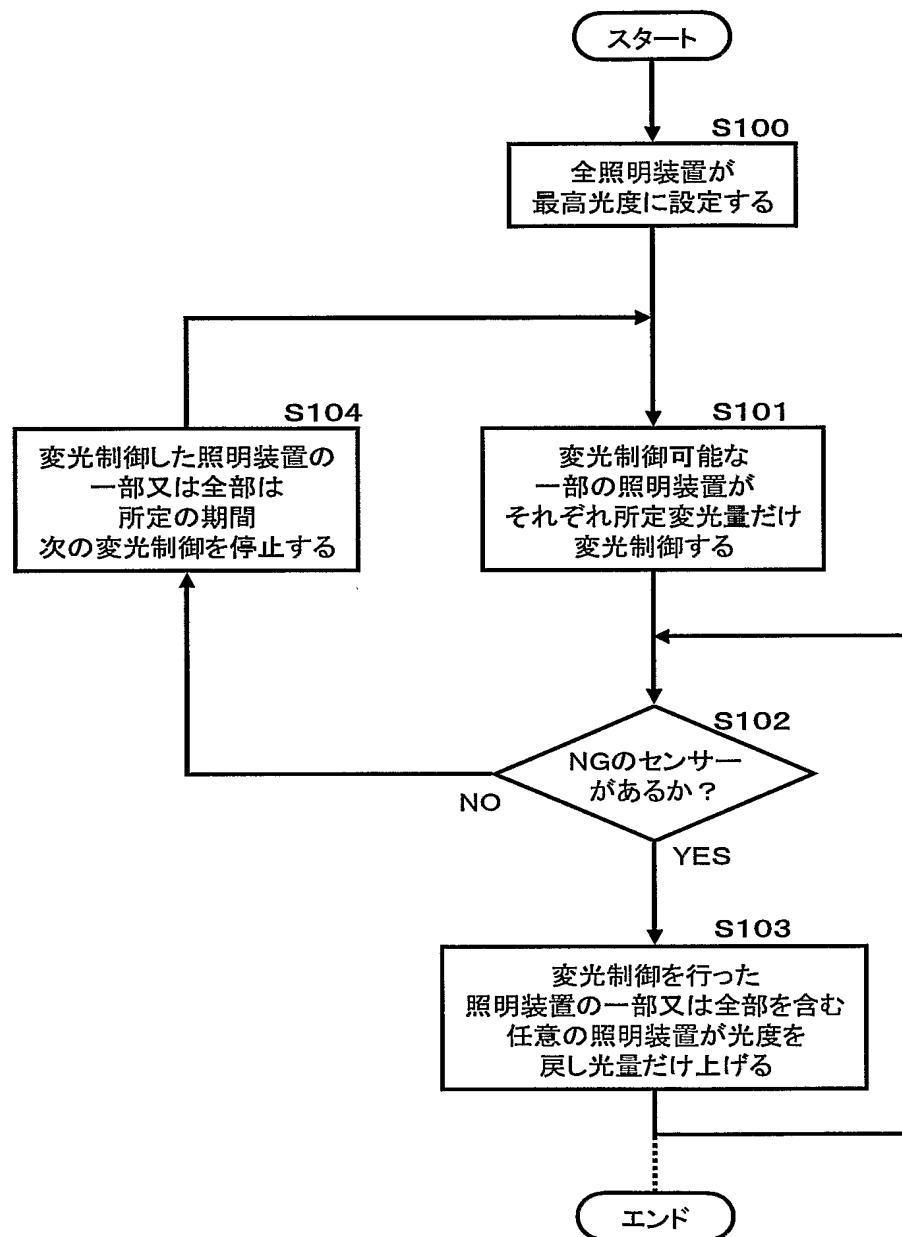 スタート
S100
全照明装置が
最高光度に設定する
S104
変光制御した照明装置の
一部又は全部は
所定の期間
次の変光制御を停止する
S101
変光制御可能な
一部の照明装置が
それぞれ所定変光量だけ
変光制御する
S102
NGのセンサー
があるか？
NO
YES
S103
変光制御を行った
照明装置の一部又は全部を含む
任意の照明装置が光度を
戻し光量だけ上げる
エンド